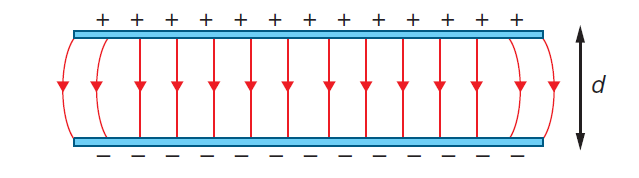 + + + + + + + + + + + + +
d
− − − − − − − − − − − − −